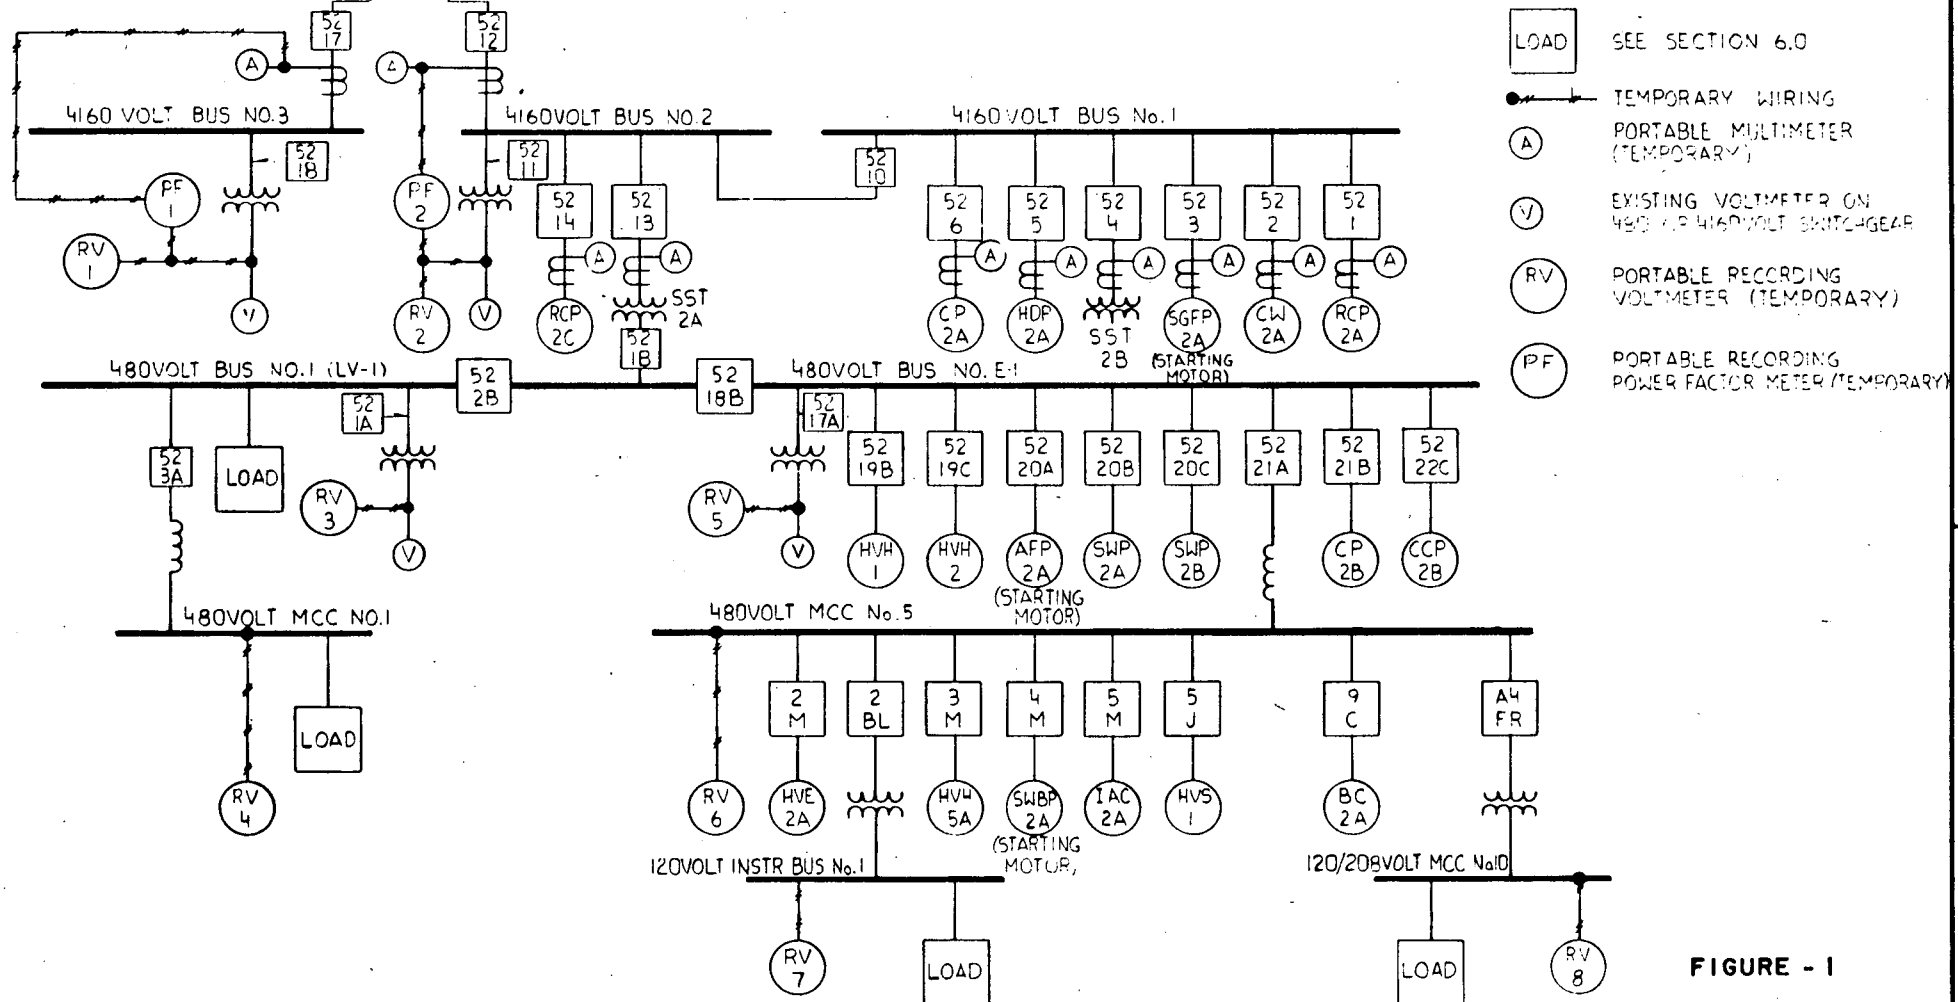 52
17
52
12
A
A
4160 VOLT BUS NO.3
4160VOLT BUS NO.2
4160VOLT BUS No.1
52
18
52
11
52
10
PF
1
PF
2
52
14
52
13
52
6
52
5
52
4
52
3
52
2
52
1
RV
1
A
A
A
A
A
A
A
A
V
RV
2
V
RCP
2C
SST
2A
52
1B
CP
2A
HDP
2A
SST
2B
SGFP
2A
(STARTING
MOTOR)
CW
2A
RCP
2A
480VOLT BUS NO.1 (LV-1)
52
2B
52
18B
480VOLT BUS NO.E-1
52
1A
52
17A
52
3A
LOAD
RV
3
V
RV
5
V
52
19B
52
19C
52
20A
52
20B
52
20C
52
21A
52
21B
52
22C
HVH
1
HVH
2
AFP
2A
(STARTING
MOTOR)
SWP
2A
SWP
2B
CP
2B
CCP
2B
480VOLT MCC NO.1
480VOLT MCC No.5
RV
4
LOAD
2
M
2
BL
3
M
4
M
5
M
5
J
9
C
A4
FR
RV
6
HVE
2A
HVH
5A
SWBP
2A
(STARTING
MOTOR)
IAC
2A
HVS
1
BC
2A
120VOLT INSTR BUS No.1
120/208VOLT MCC No.10
RV
7
LOAD
LOAD
RV
8
LOAD
SEE SECTION 6.0
TEMPORARY WIRING
A
PORTABLE MULTIMETER
(TEMPORARY)
V
EXISTING VOLTMETER ON
480 OR 4160VOLT SWITCHGEAR
RV
PORTABLE RECORDING
VOLTMETER (TEMPORARY)
PF
PORTABLE RECORDING
POWER FACTOR METER (TEMPORARY)
FIGURE - 1